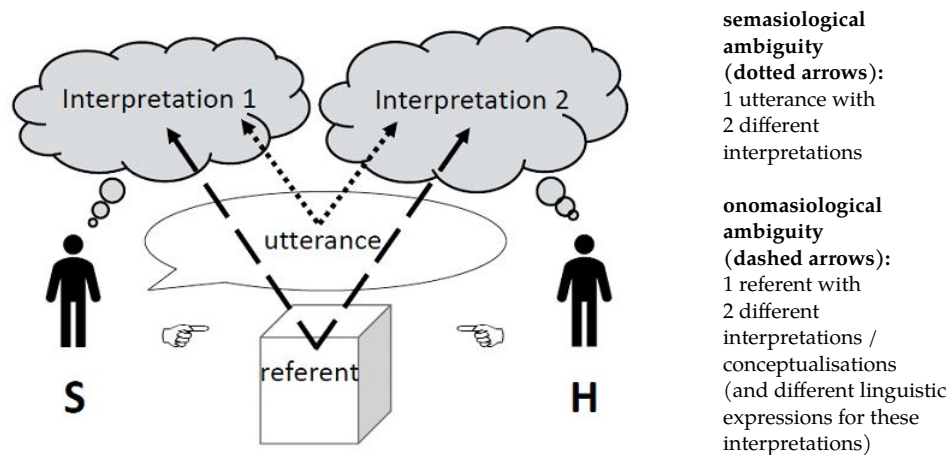 Interpretation 1
Interpretation 2
utterance
referent
S
H
semasiological
ambiguity
(dotted arrows):
1 utterance with
2 different
interpretations
onomasiological
ambiguity
(dashed arrows):
1 referent with
2 different
interpretations /
conceptualisations
(and different linguistic
expressions for these
interpretations)